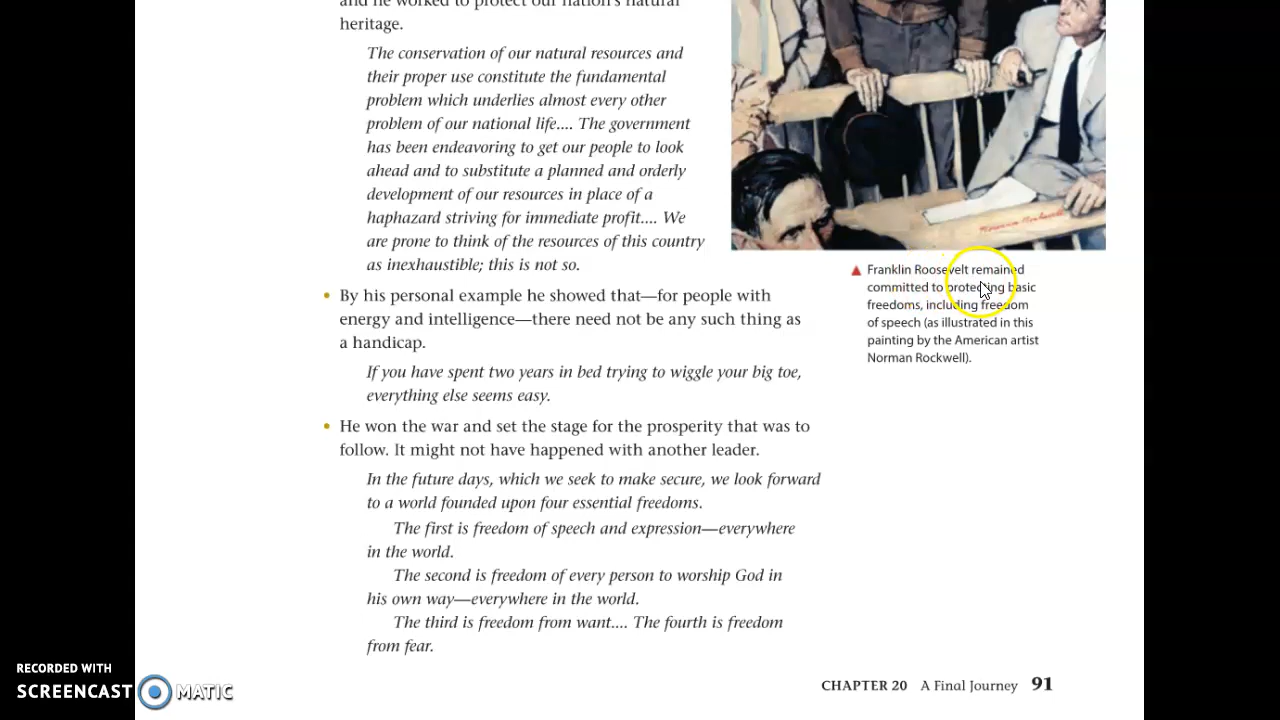 and he worked to protect our nation's natural
heritage.
The conservation of our natural resources and
their proper use constitute the fundamental
problem which underlies almost every other
problem of our national life.... The government
has been endeavoring to get our people to look
ahead and to substitute a planned and orderly
development of our resources in place of a
haphazard striving for immediate profit.... We
are prone to think of the resources of this country
as inexhaustible; this is not so.
• By his personal example he showed that—for people with
energy and intelligence—there need not be any such thing as
a handicap.
If you have spent two years in bed trying to wiggle your big toe,
everything else seems easy.
• He won the war and set the stage for the prosperity that was to
follow. It might not have happened with another leader.
In the future days, which we seek to make secure, we look forward
to a world founded upon four essential freedoms.
The first is freedom of speech and expression—everywhere
in the world.
The second is freedom of every person to worship God in
his own way—everywhere in the world.
The third is freedom from want.... The fourth is freedom
from fear.
Norman Rockwell
▲ Franklin Roosevelt remained
committed to protecting basic
freedoms, including freedom
of speech (as illustrated in this
painting by the American artist
Norman Rockwell).
CHAPTER 20 A Final Journey 91
RECORDED WITH
SCREENCAST MATIC